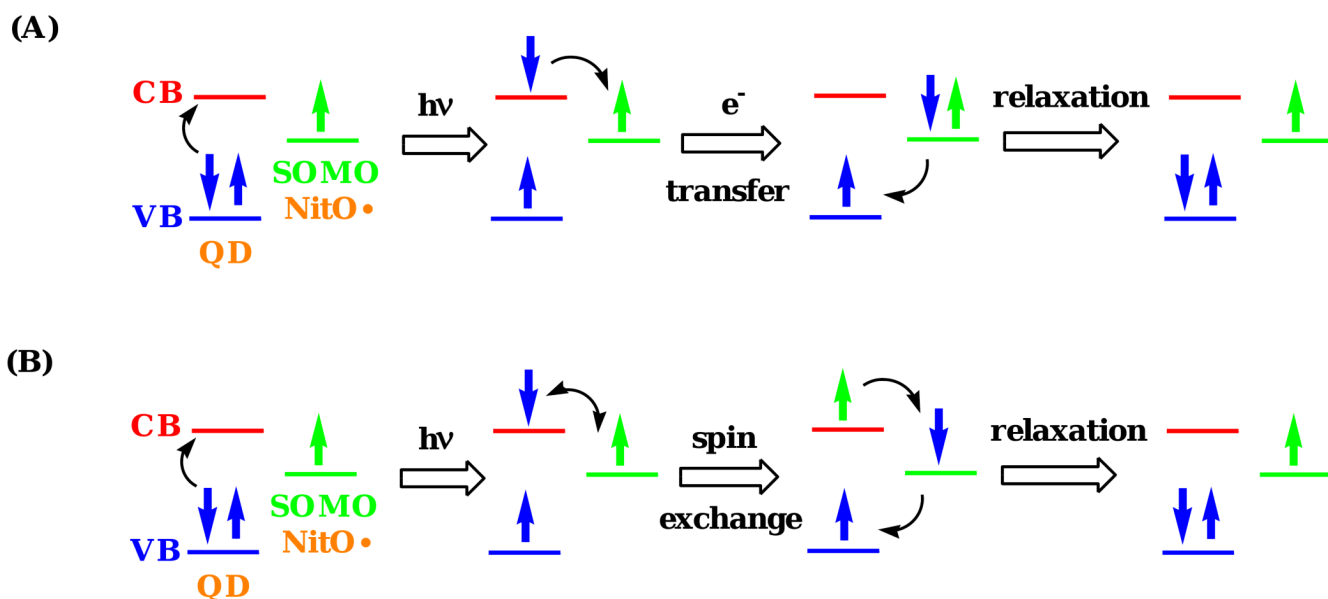 (A)
CB
hν
e⁻
relaxation
SOMO
transfer
VB
NitO•
QD
(B)
CB
hν
spin
relaxation
SOMO
exchange
VB
NitO•
QD